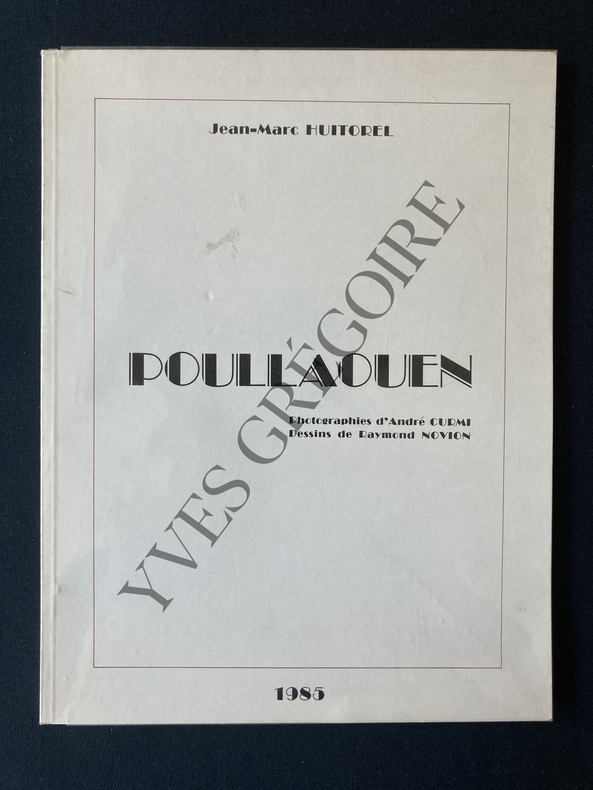 Jean-Marc HUITOREL
POULLAOUEN
Photographies d'André CURMI
Dessins de Raymond NOVION
YVES GRÉGOIRE
1985